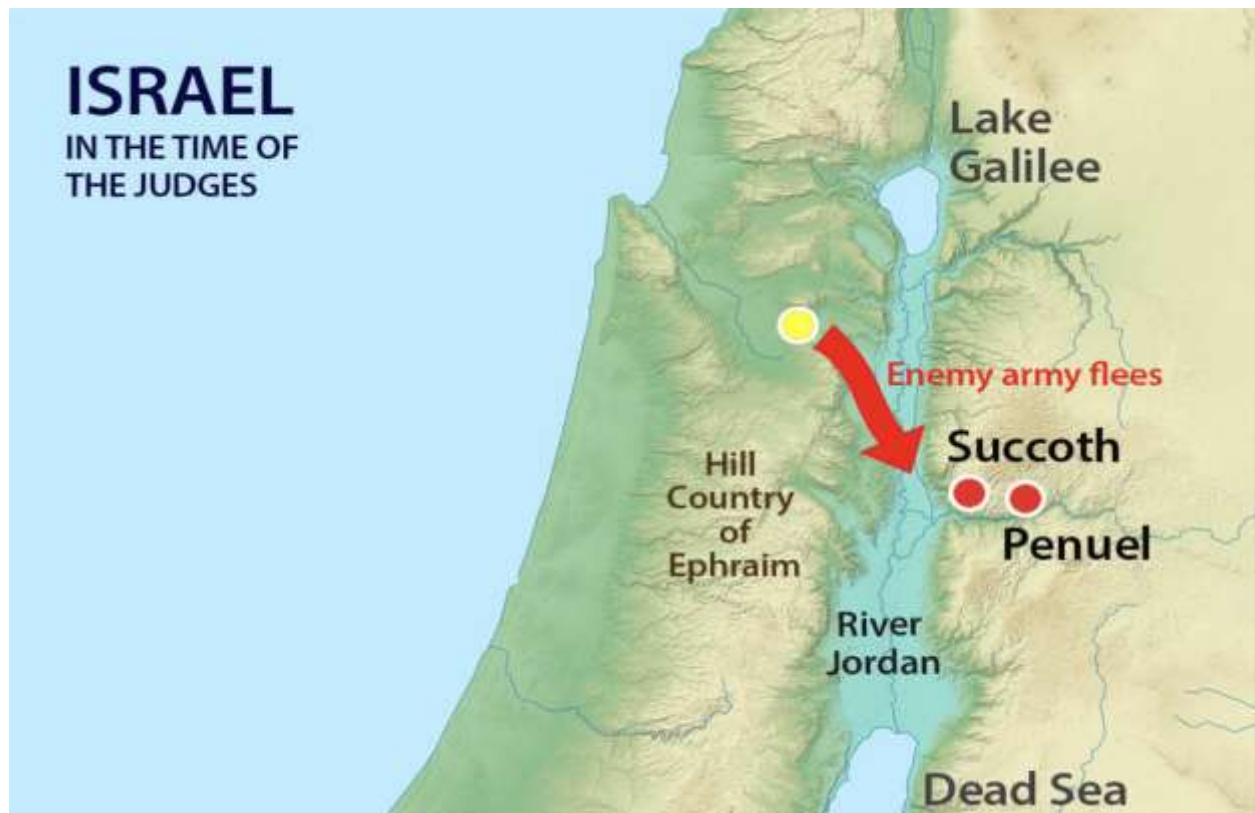 ISRAEL
IN THE TIME OF
THE JUDGES
Lake
Galilee
Enemy army flees
Succoth
Penuel
Hill
Country
of
Ephraim
River
Jordan
Dead Sea